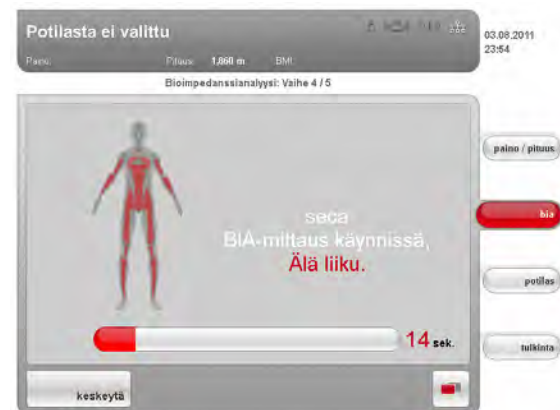 Potilasta ei valittu
Paino: Pituus: 1,860 m BMI:
03.08.2011
23:54
Bioimpedanssianalyysi: Vaihe 4 / 5
paino / pituus
bia
potilas
tulkinta
seca
BIA-mittaus käynnissä,
Älä liiku.
14 sek.
keskeytä